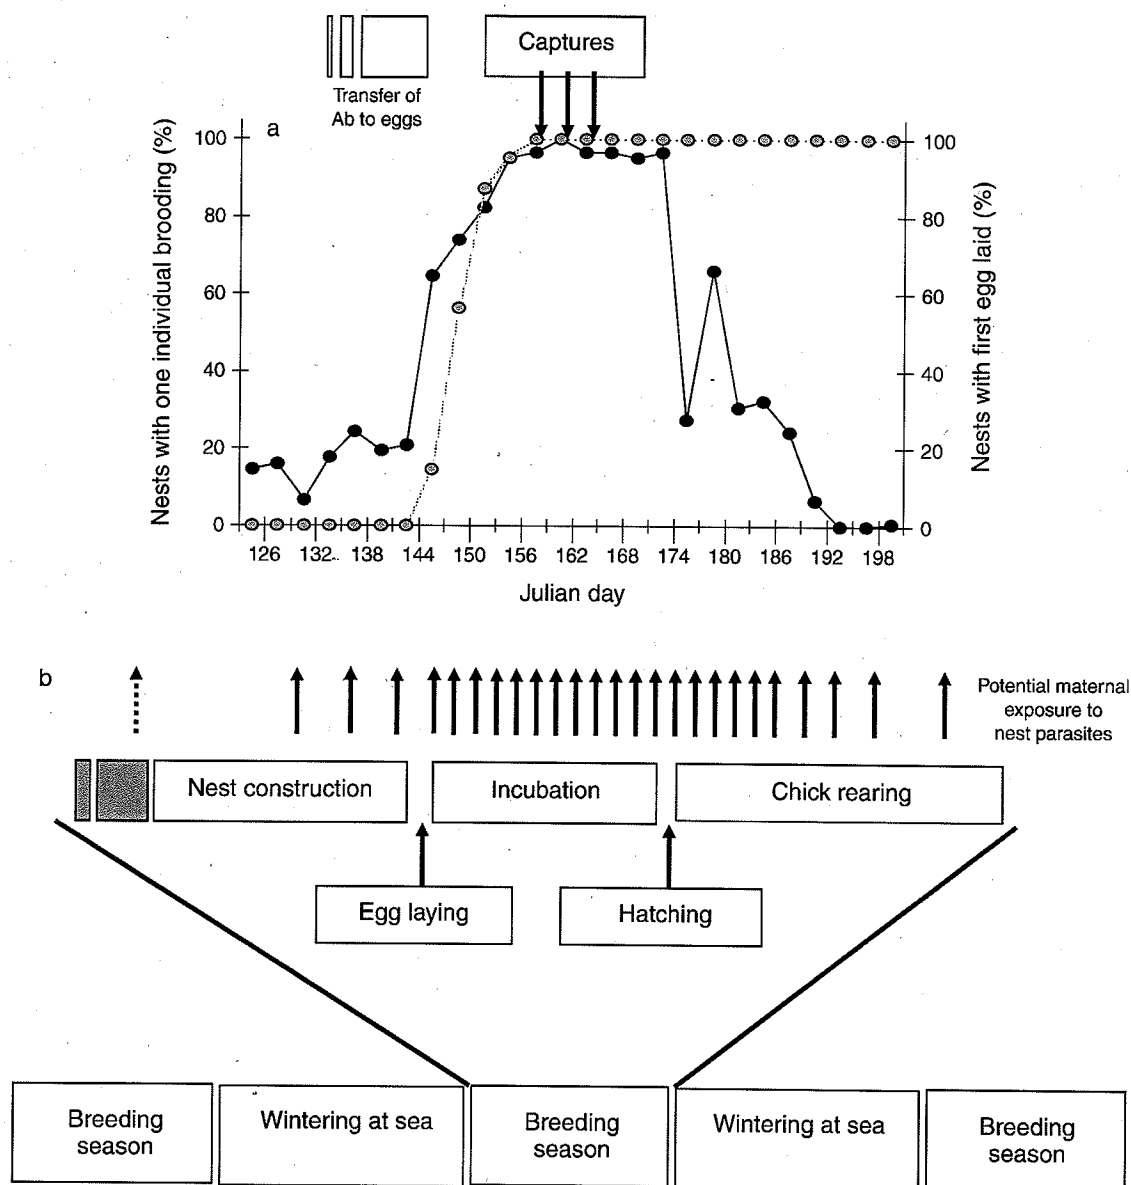 Captures
Transfer of
Ab to eggs
a
Nests with one individual brooding (%)
100
80
60
40
20
0
Nests with first egg laid (%)
100
80
60
40
20
0
126 132 138 144 150 156 162 168 174 180 186 192 198
Julian day
b
Potential maternal
exposure to
nest parasites
Nest construction
Incubation
Chick rearing
Egg laying
Hatching
Breeding
season
Wintering at sea
Breeding
season
Wintering at sea
Breeding
season